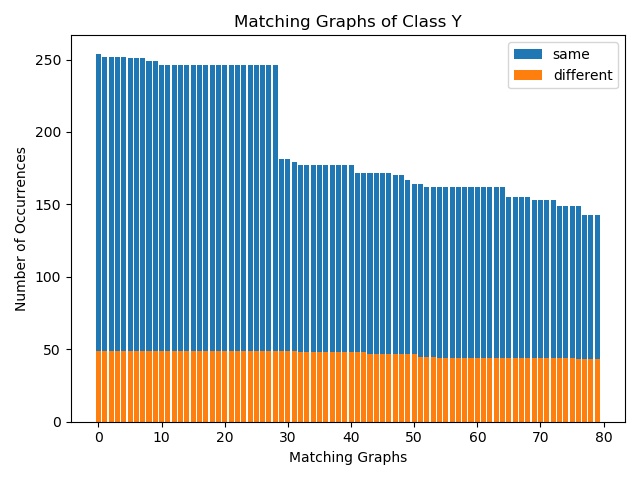 Matching Graphs of Class Y
same
different
Number of Occurrences
250
200
150
100
50
0
0 10 20 30 40 50 60 70 80
Matching Graphs